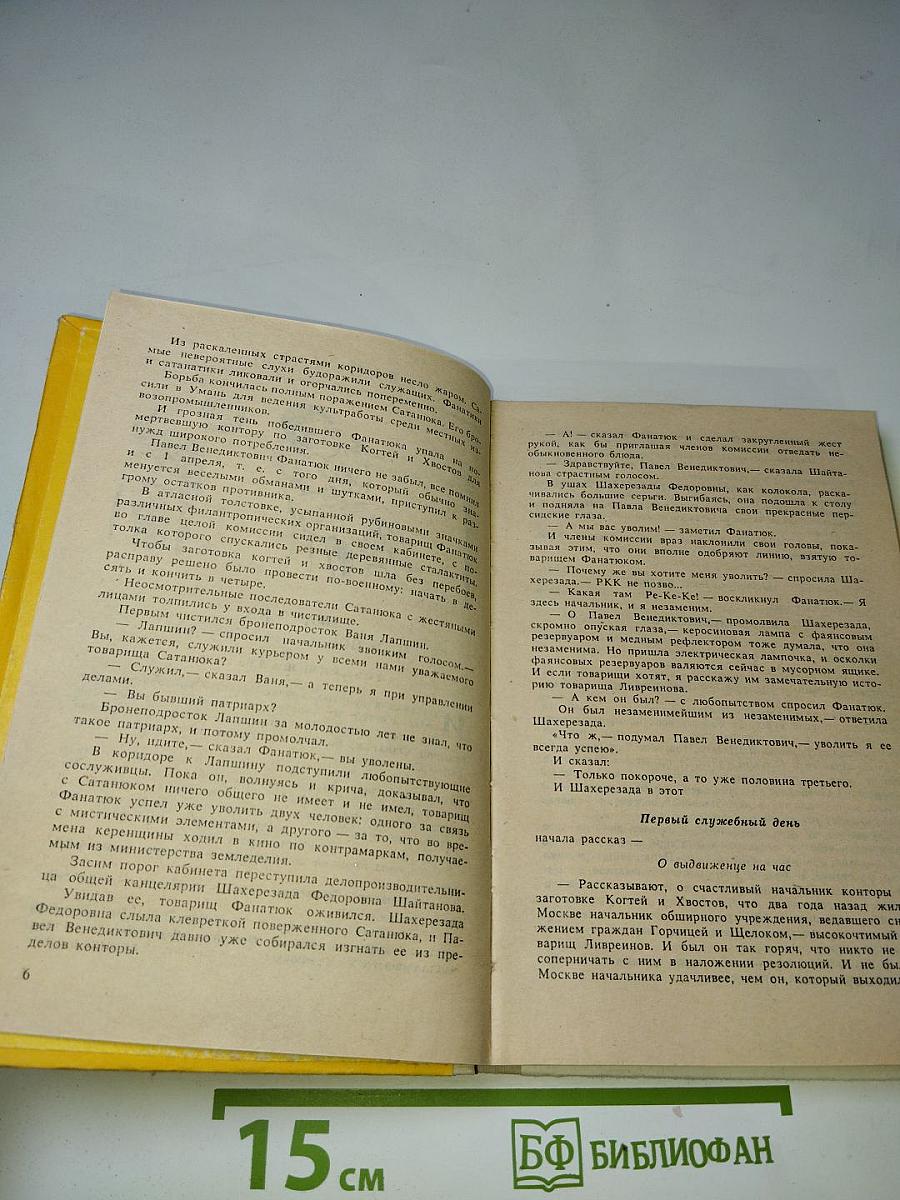 Из раскаленных страстями коридоров несло жаром. Са-
мые невероятные слухи будоражили служащих. Фанатики
и сатанатики ликовали и огорчались попеременно.
Борьба кончилась полным поражением Сатанюка. Его бро-
сили в Умань для ведения культработы среди местных из-
возопромышленников.
И грозная тень победившего Фанатюка упала на по-
мертвевшую контору по заготовке Когтей и Хвостов для
нужд широкого потребления.
Павел Венедиктович Фанатюк ничего не забыл, все помнил
и с 1 апреля, т. е. с того дня, который обычно зна-
менуется веселыми обманами и шутками, приступил к раз-
грому остатков противника.
В атласной толстовке, усыпанной рубиновыми значками
различных филантропических организаций, товарищ Фанатюк
во главе целой комиссии сидел в своем кабинете, с по-
толка которого спускались резные деревянные сталактиты.
Чтобы заготовка когтей и хвостов шла без перебоев,
расправу решено было провести по-военному: начать в де-
сять и кончить в четыре.
Неосмотрительные последователи Сатанюка с жестяными
лицами толпились у входа в чистилище.
Первым чистился бронеподросток Ваня Лапшин.
— Лапшин? — спросил начальник звонким голосом.—
Вы, кажется, служили курьером у всеми нами уважаемого
товарища Сатанюка?
— Служил,— сказал Ваня,— а теперь я при управлении
делами.
— Вы бывший патриарх?
Бронеподросток Лапшин за молодостью лет не знал, что
такое патриарх, и потому промолчал.
— Ну, идите,— сказал Фанатюк,— вы уволены.
В коридоре к Лапшину подступили любопытствующие
сослуживцы. Пока он, волнуясь и крича, доказывал, что
с Сатанюком ничего общего не имеет и не имел, товарищ
Фанатюк успел уже уволить двух человек: одного за связь
с мистическими элементами, а другого — за то, что во вре-
мена керенщины ходил в кино по контрамаркам, получае-
мым из министерства земледелия.
Засим порог кабинета переступила делопроизводительни-
ца общей канцелярии Шахерезада Федоровна Шайтанова.
Увидав ее, товарищ Фанатюк оживился. Шахерезада
Федоровна слыла клевреткой поверженного Сатанюка, и Па-
вел Венедиктович давно уже собирался изгнать ее из пре-
делов конторы.
6
— А! — сказал Фанатюк и сделал закругленный жест
рукой, как бы приглашая членов комиссии отведать не-
обыкновенного блюда.
— Здравствуйте, Павел Венедиктович,— сказала Шайта-
нова страстным голосом.
В ушах Шахерезады Федоровны, как колокола, раска-
чивались большие серьги. Выгибаясь, она подошла к столу
и подняла на Павла Венедиктовича свои прекрасные пер-
сидские глаза.
— А мы вас уволим! — заметил Фанатюк.
И члены комиссии враз наклонили свои головы, пока-
зывая этим, что они вполне одобряют линию, взятую то-
варищем Фанатюком.
— Почему же вы хотите меня уволить? — спросила Ша-
херезада.— РКК не позво...
— Какая там Ре-Ке-Ке! — воскликнул Фанатюк.— Я
здесь начальник, и я незаменим.
— О Павел Венедиктович,— промолвила Шахерезада,
скромно опуская глаза,— керосиновая лампа с фаянсовым
резервуаром и медным рефлектором тоже думала, что она
незаменима. Но пришла электрическая лампочка, и осколки
фаянсовых резервуаров валяются сейчас в мусорном ящике.
И если товарищи хотят, я расскажу им замечательную исто-
рию товарища Ливреинова.
— А кем он был? — с любопытством спросил Фанатюк.
Он был незаменимейшим из незаменимых,— ответила
Шахерезада.
«Что ж,— подумал Павел Венедиктович,— уволить я ее
всегда успею».
И сказал:
— Только покороче, а то уже половина третьего.
И Шахерезада в этот
Первый служебный день
начала рассказ —
О выдвиженце на час
— Рассказывают, о счастливый начальник конторы
заготовке Когтей и Хвостов, что два года назад жил
Москве начальник обширного учреждения, ведавшего сн
жением граждан Горчицей и Щелоком,— высокочтимый
варищ Ливреинов. И был он так горяч, что никто не
соперничать с ним в наложении резолюций. И не бы
Москве начальника удачливее, чем он, который выходил
15 см
БФ БИБЛИОФАН